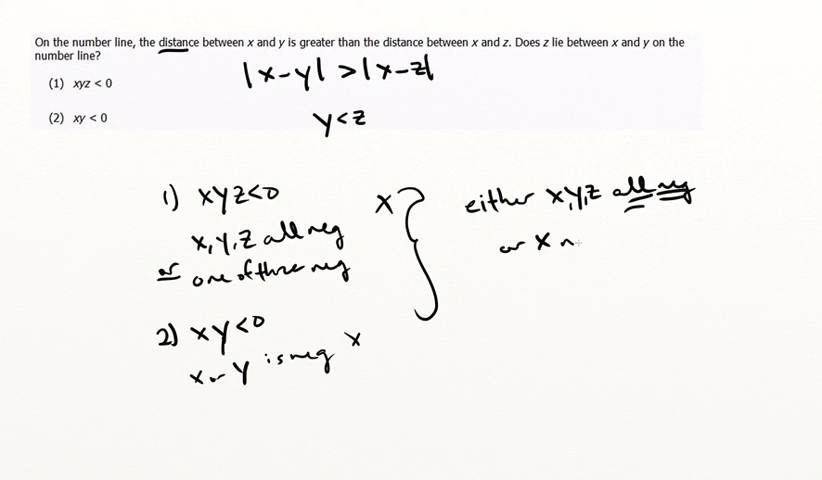 On the number line, the distance between x and y is greater than the distance between x and z. Does z lie between x and y on the
number line?
(1) xyz < 0
(2) xy < 0
|x-y| > |x-z|
y < z
1) xyz<0
x,y,z all neg
or one of three neg
2) xy<0
x or y is neg
x
x
either x,y,z all neg
or x n